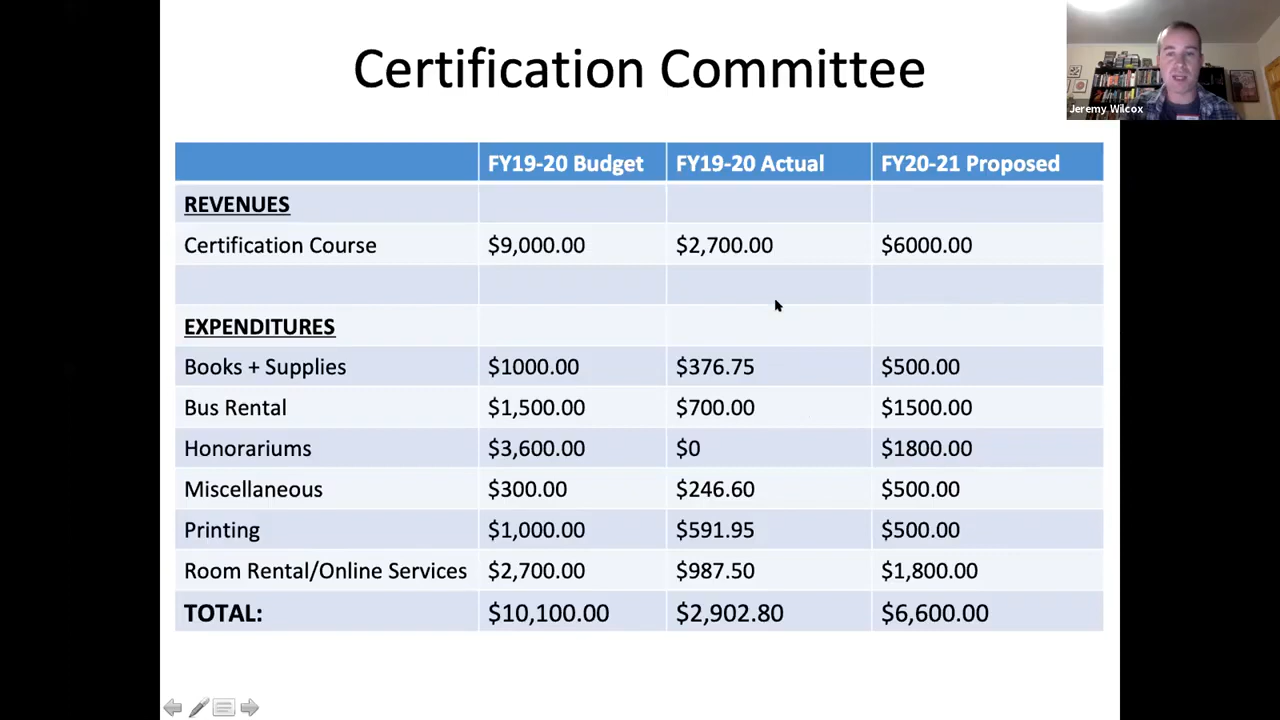 Certification Committee
Jeremy Wilcox
FY19-20 Budget FY19-20 Actual FY20-21 Proposed
REVENUES
Certification Course $9,000.00 $2,700.00 $6000.00
EXPENDITURES
Books + Supplies $1000.00 $376.75 $500.00
Bus Rental $1,500.00 $700.00 $1500.00
Honorariums $3,600.00 $0 $1800.00
Miscellaneous $300.00 $246.60 $500.00
Printing $1,000.00 $591.95 $500.00
Room Rental/Online Services $2,700.00 $987.50 $1,800.00
TOTAL: $10,100.00 $2,902.80 $6,600.00